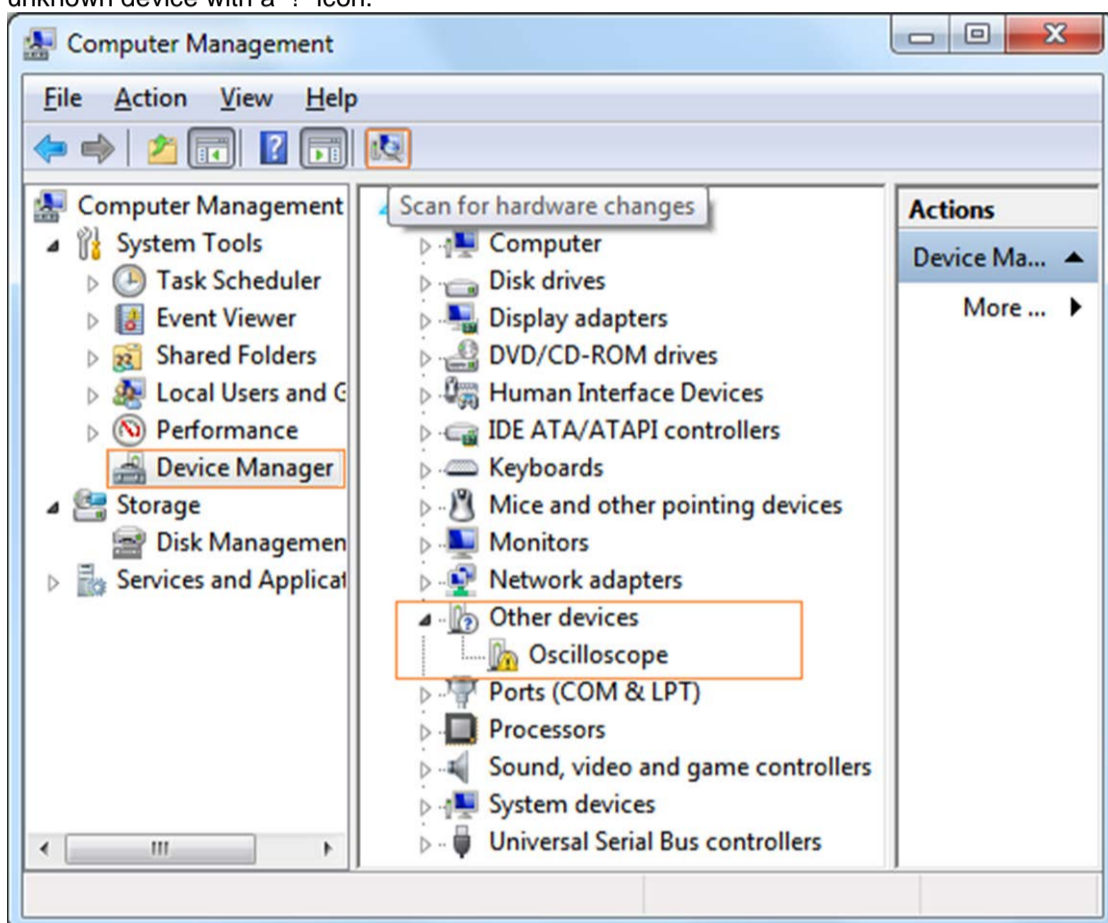 unknown device with a "?" icon.
Computer Management
File Action View Help
Scan for hardware changes
Computer Management
System Tools
Task Scheduler
Event Viewer
Shared Folders
Local Users and G
Performance
Device Manager
Storage
Disk Managemen
Services and Applicat
Computer
Disk drives
Display adapters
DVD/CD-ROM drives
Human Interface Devices
IDE ATA/ATAPI controllers
Keyboards
Mice and other pointing devices
Monitors
Network adapters
Other devices
Oscilloscope
Ports (COM & LPT)
Processors
Sound, video and game controllers
System devices
Universal Serial Bus controllers
Actions
Device Ma...
More ...